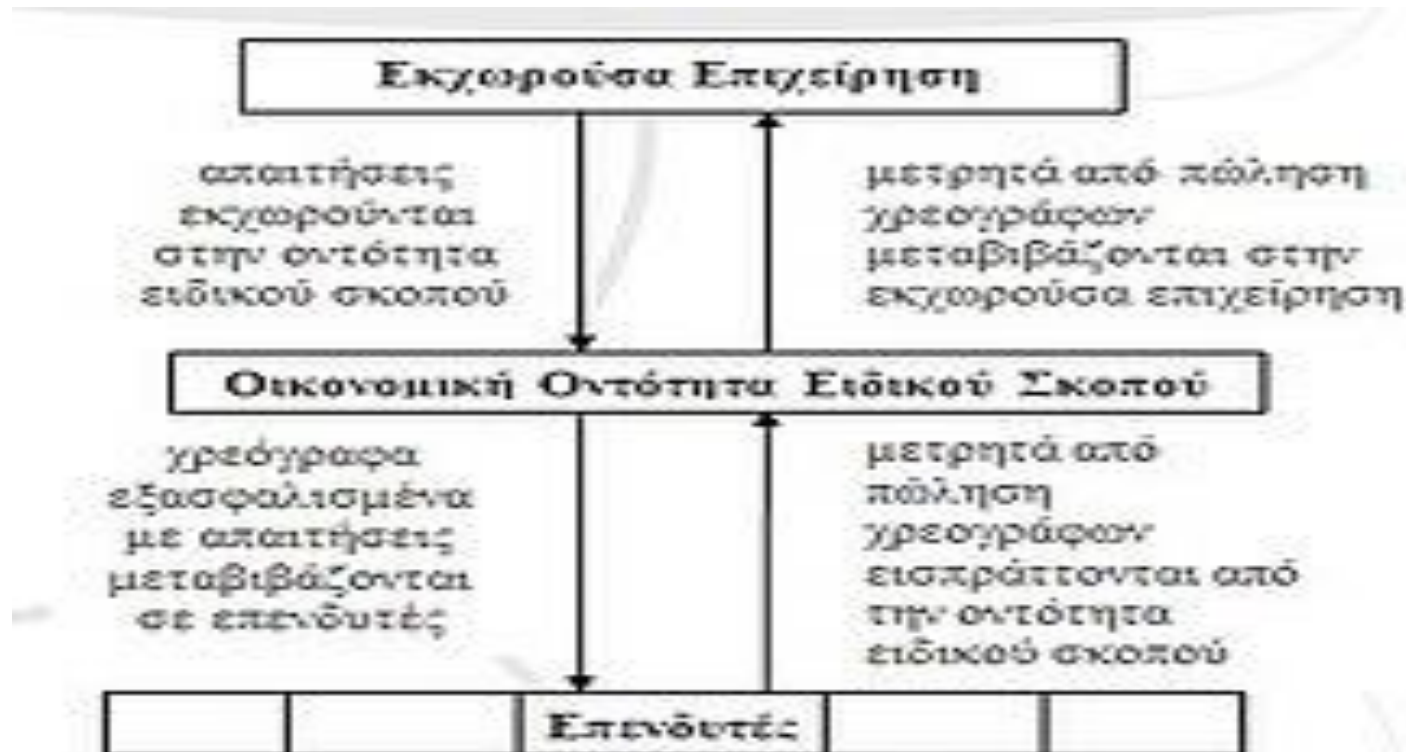 Εκχωρούσα Επιχείρηση
απαιτήσεις
εκχωρούνται
στην οντότητα
ειδικού σκοπού
μετρητά από πώληση
χρεογράφων
μεταβιβάζονται στην
εκχωρούσα επιχείρηση
Οικονομική Οντότητα Ειδικού Σκοπού
χρεόγραφα
εξασφαλισμένα
με απαιτήσεις
μεταβιβάζονται
σε επενδυτές
μετρητά από
πώληση
χρεογράφων
εισπράττονται από
την οντότητα
ειδικού σκοπού
Επενδυτές